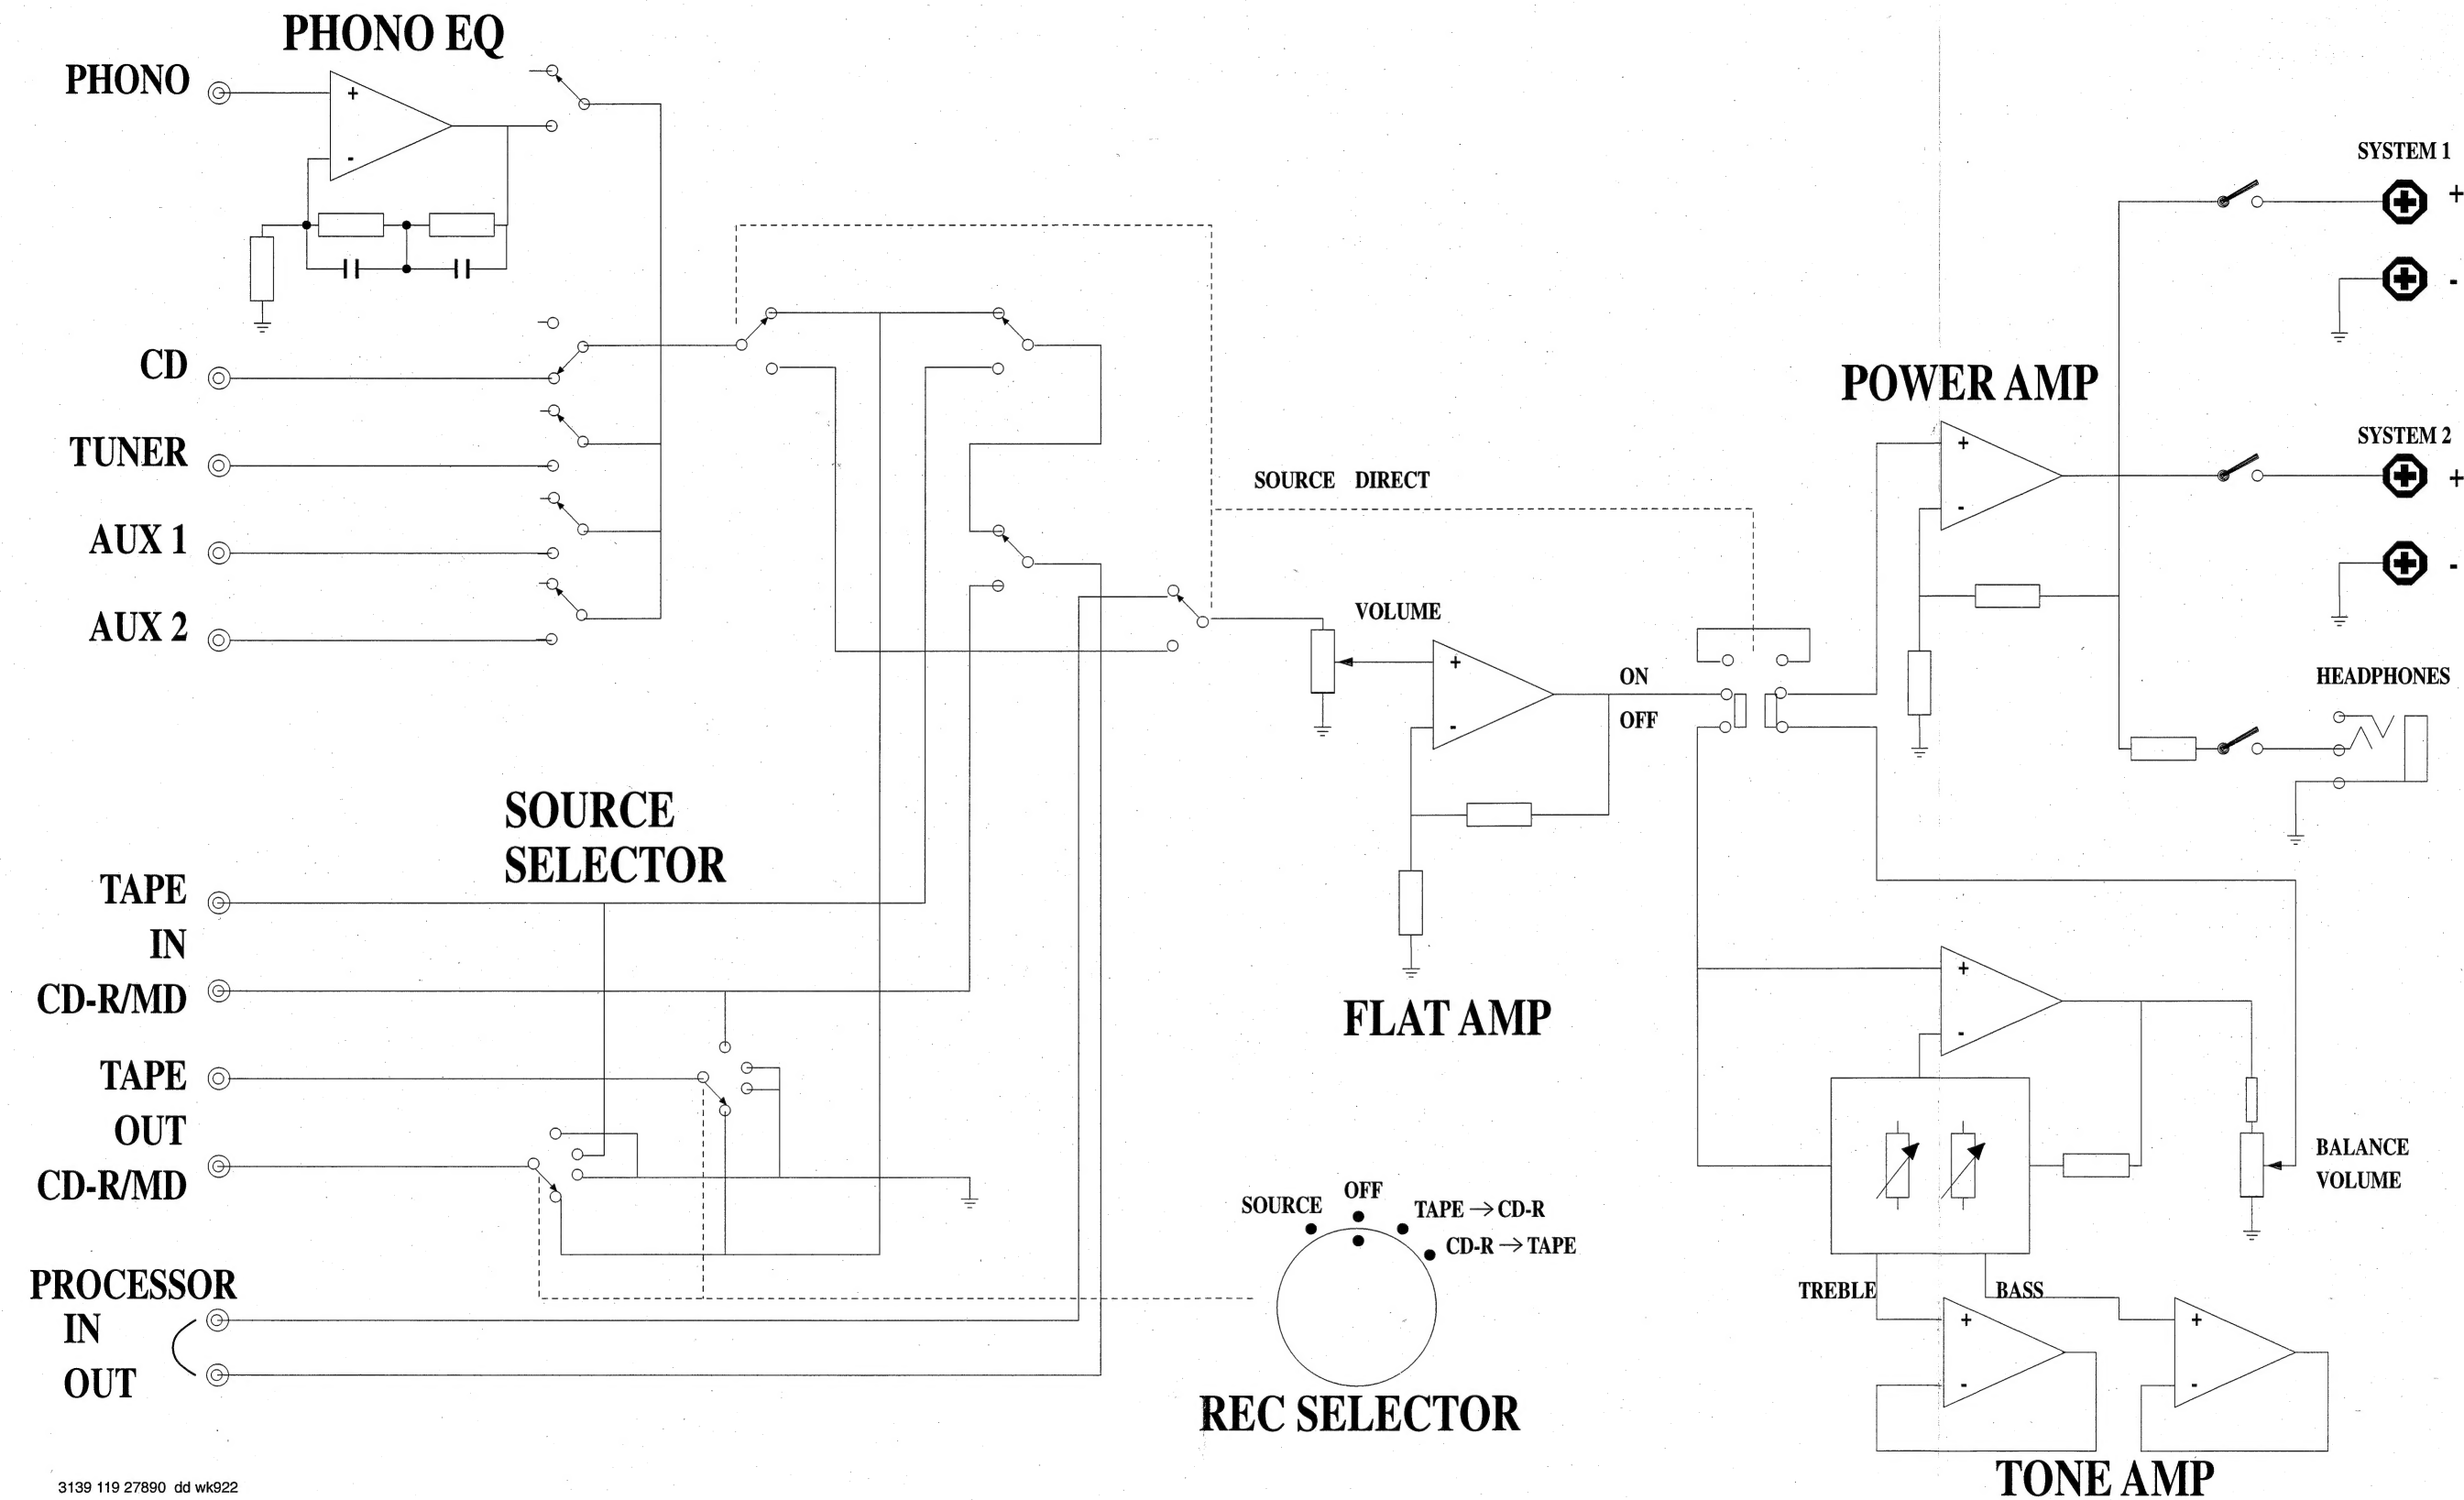 PHONO EQ
PHONO
+
-
CD
TUNER
AUX 1
AUX 2
SOURCE
SELECTOR
TAPE
IN
CD-R/MD
TAPE
OUT
CD-R/MD
PROCESSOR
IN
OUT
SOURCE DIRECT
VOLUME
+
-
ON
OFF
FLAT AMP
SOURCE
OFF
TAPE → CD-R
CD-R → TAPE
REC SELECTOR
POWER AMP
+
-
SYSTEM 1
+
-
SYSTEM 2
+
-
HEADPHONES
+
-
BALANCE
VOLUME
TREBLE
BASS
+
-
+
-
TONE AMP
3139 119 27890 dd wk922